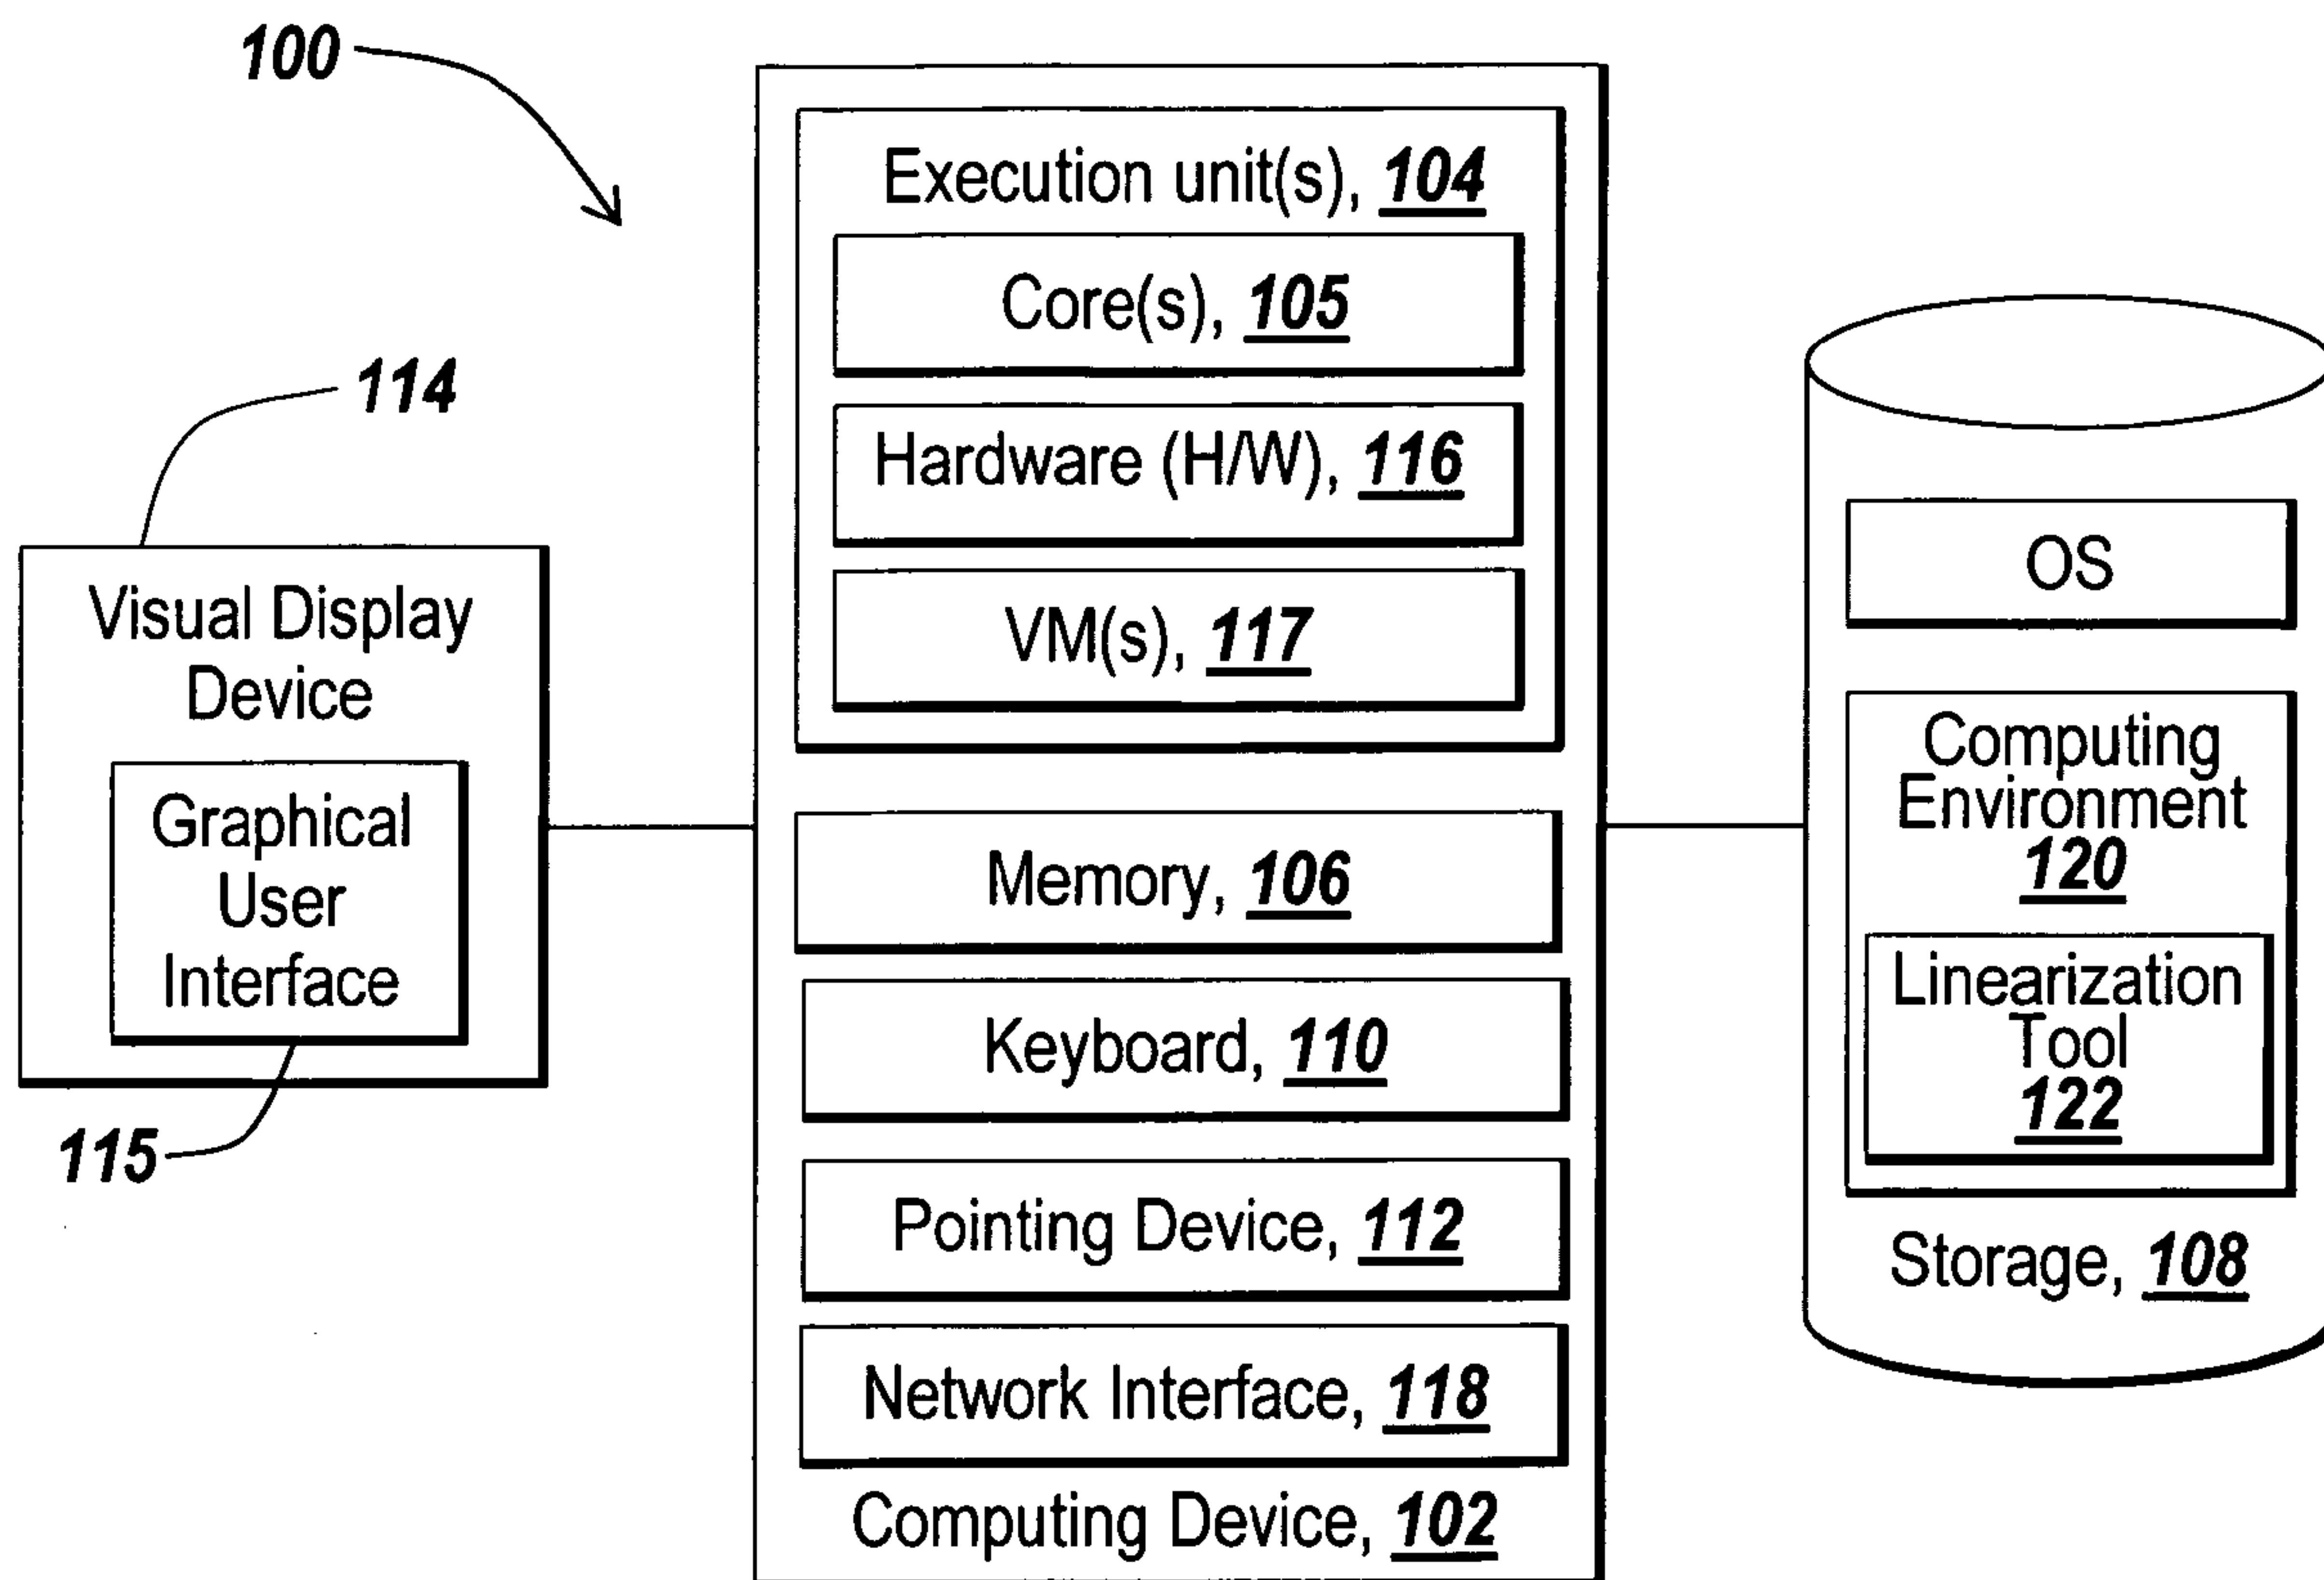 100
114
Visual Display
Device
Graphical
User
Interface
115
Execution unit(s), 104
Core(s), 105
Hardware (H/W), 116
VM(s), 117
Memory, 106
Keyboard, 110
Pointing Device, 112
Network Interface, 118
Computing Device, 102
OS
Computing
Environment
120
Linearization
Tool
122
Storage, 108